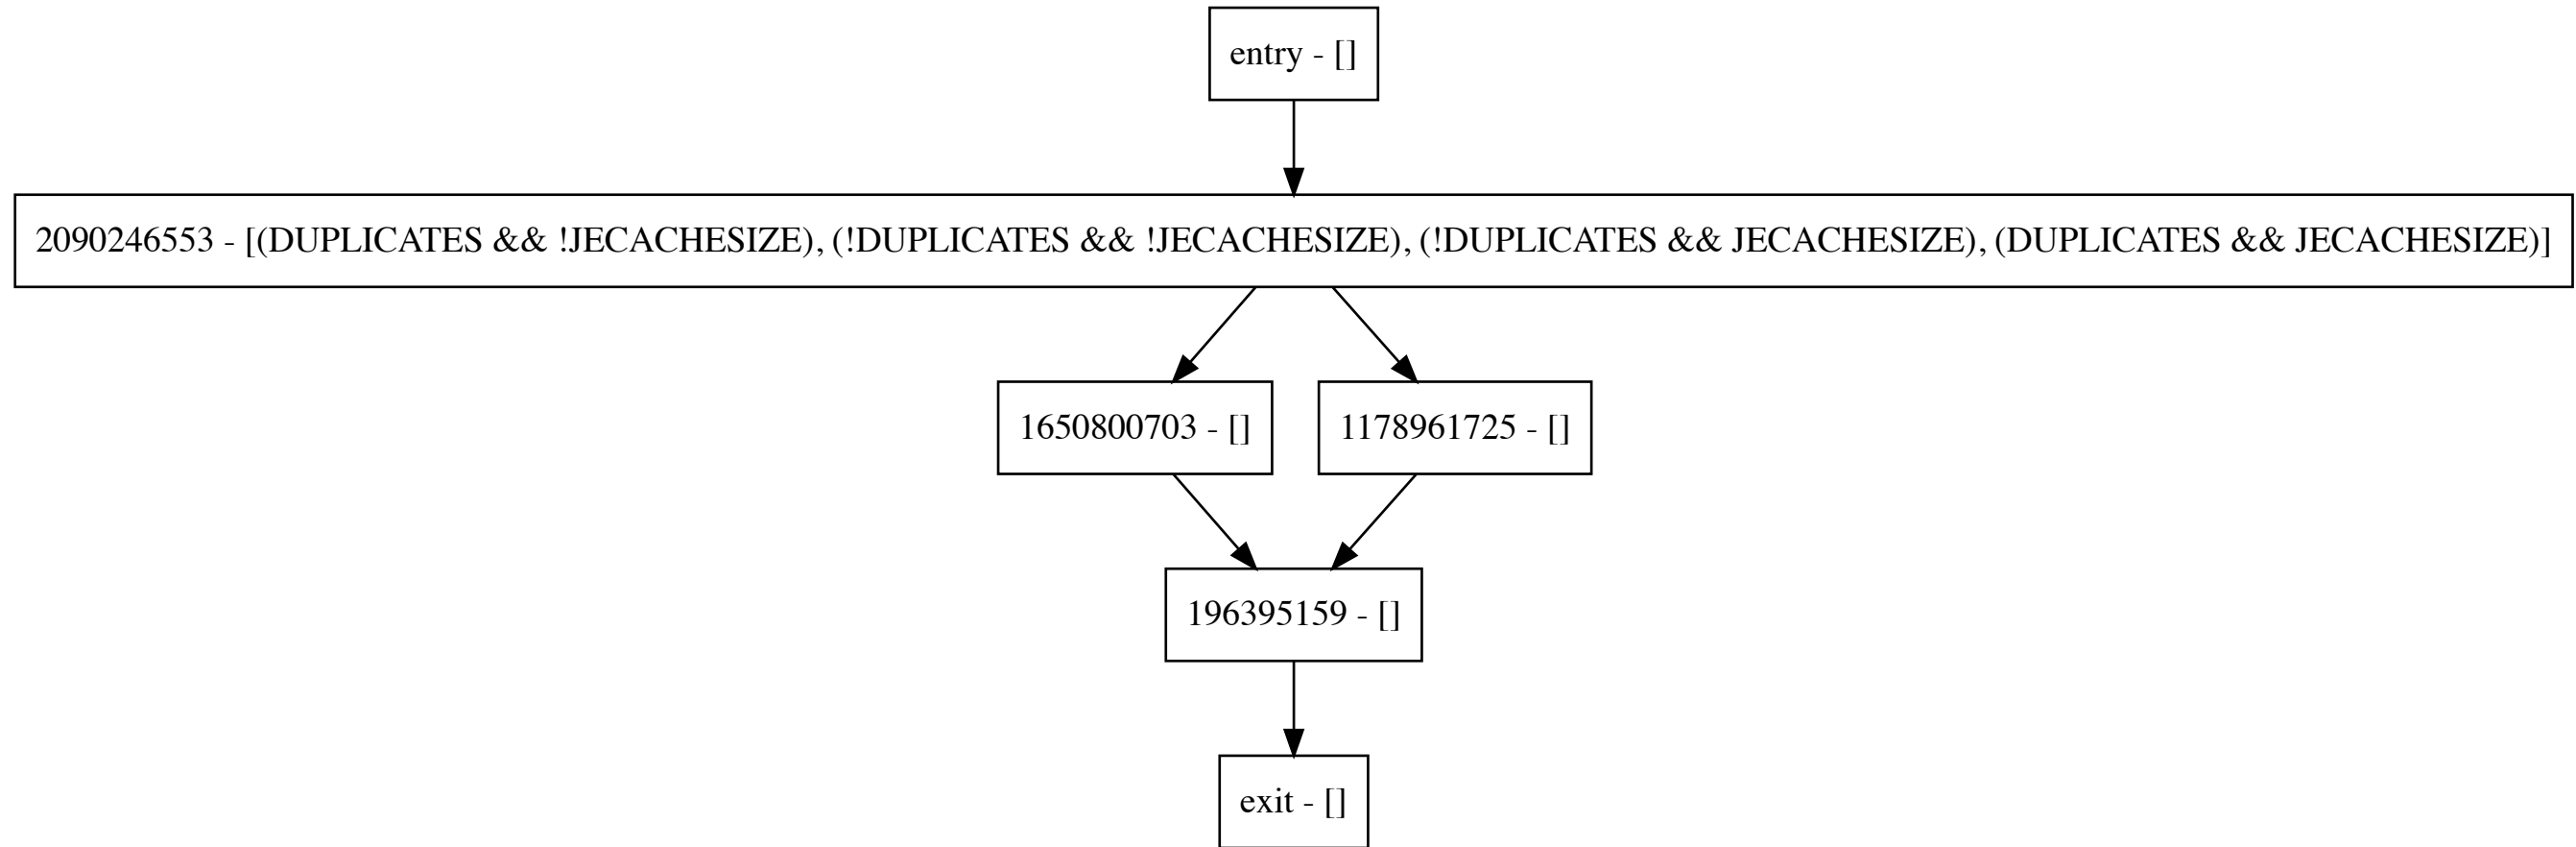 entry - []
2090246553 - [(DUPLICATES && !JECACHESIZE), (!DUPLICATES && !JECACHESIZE), (!DUPLICATES && JECACHESIZE), (DUPLICATES && JECACHESIZE)]
1650800703 - []
1178961725 - []
196395159 - []
exit - []